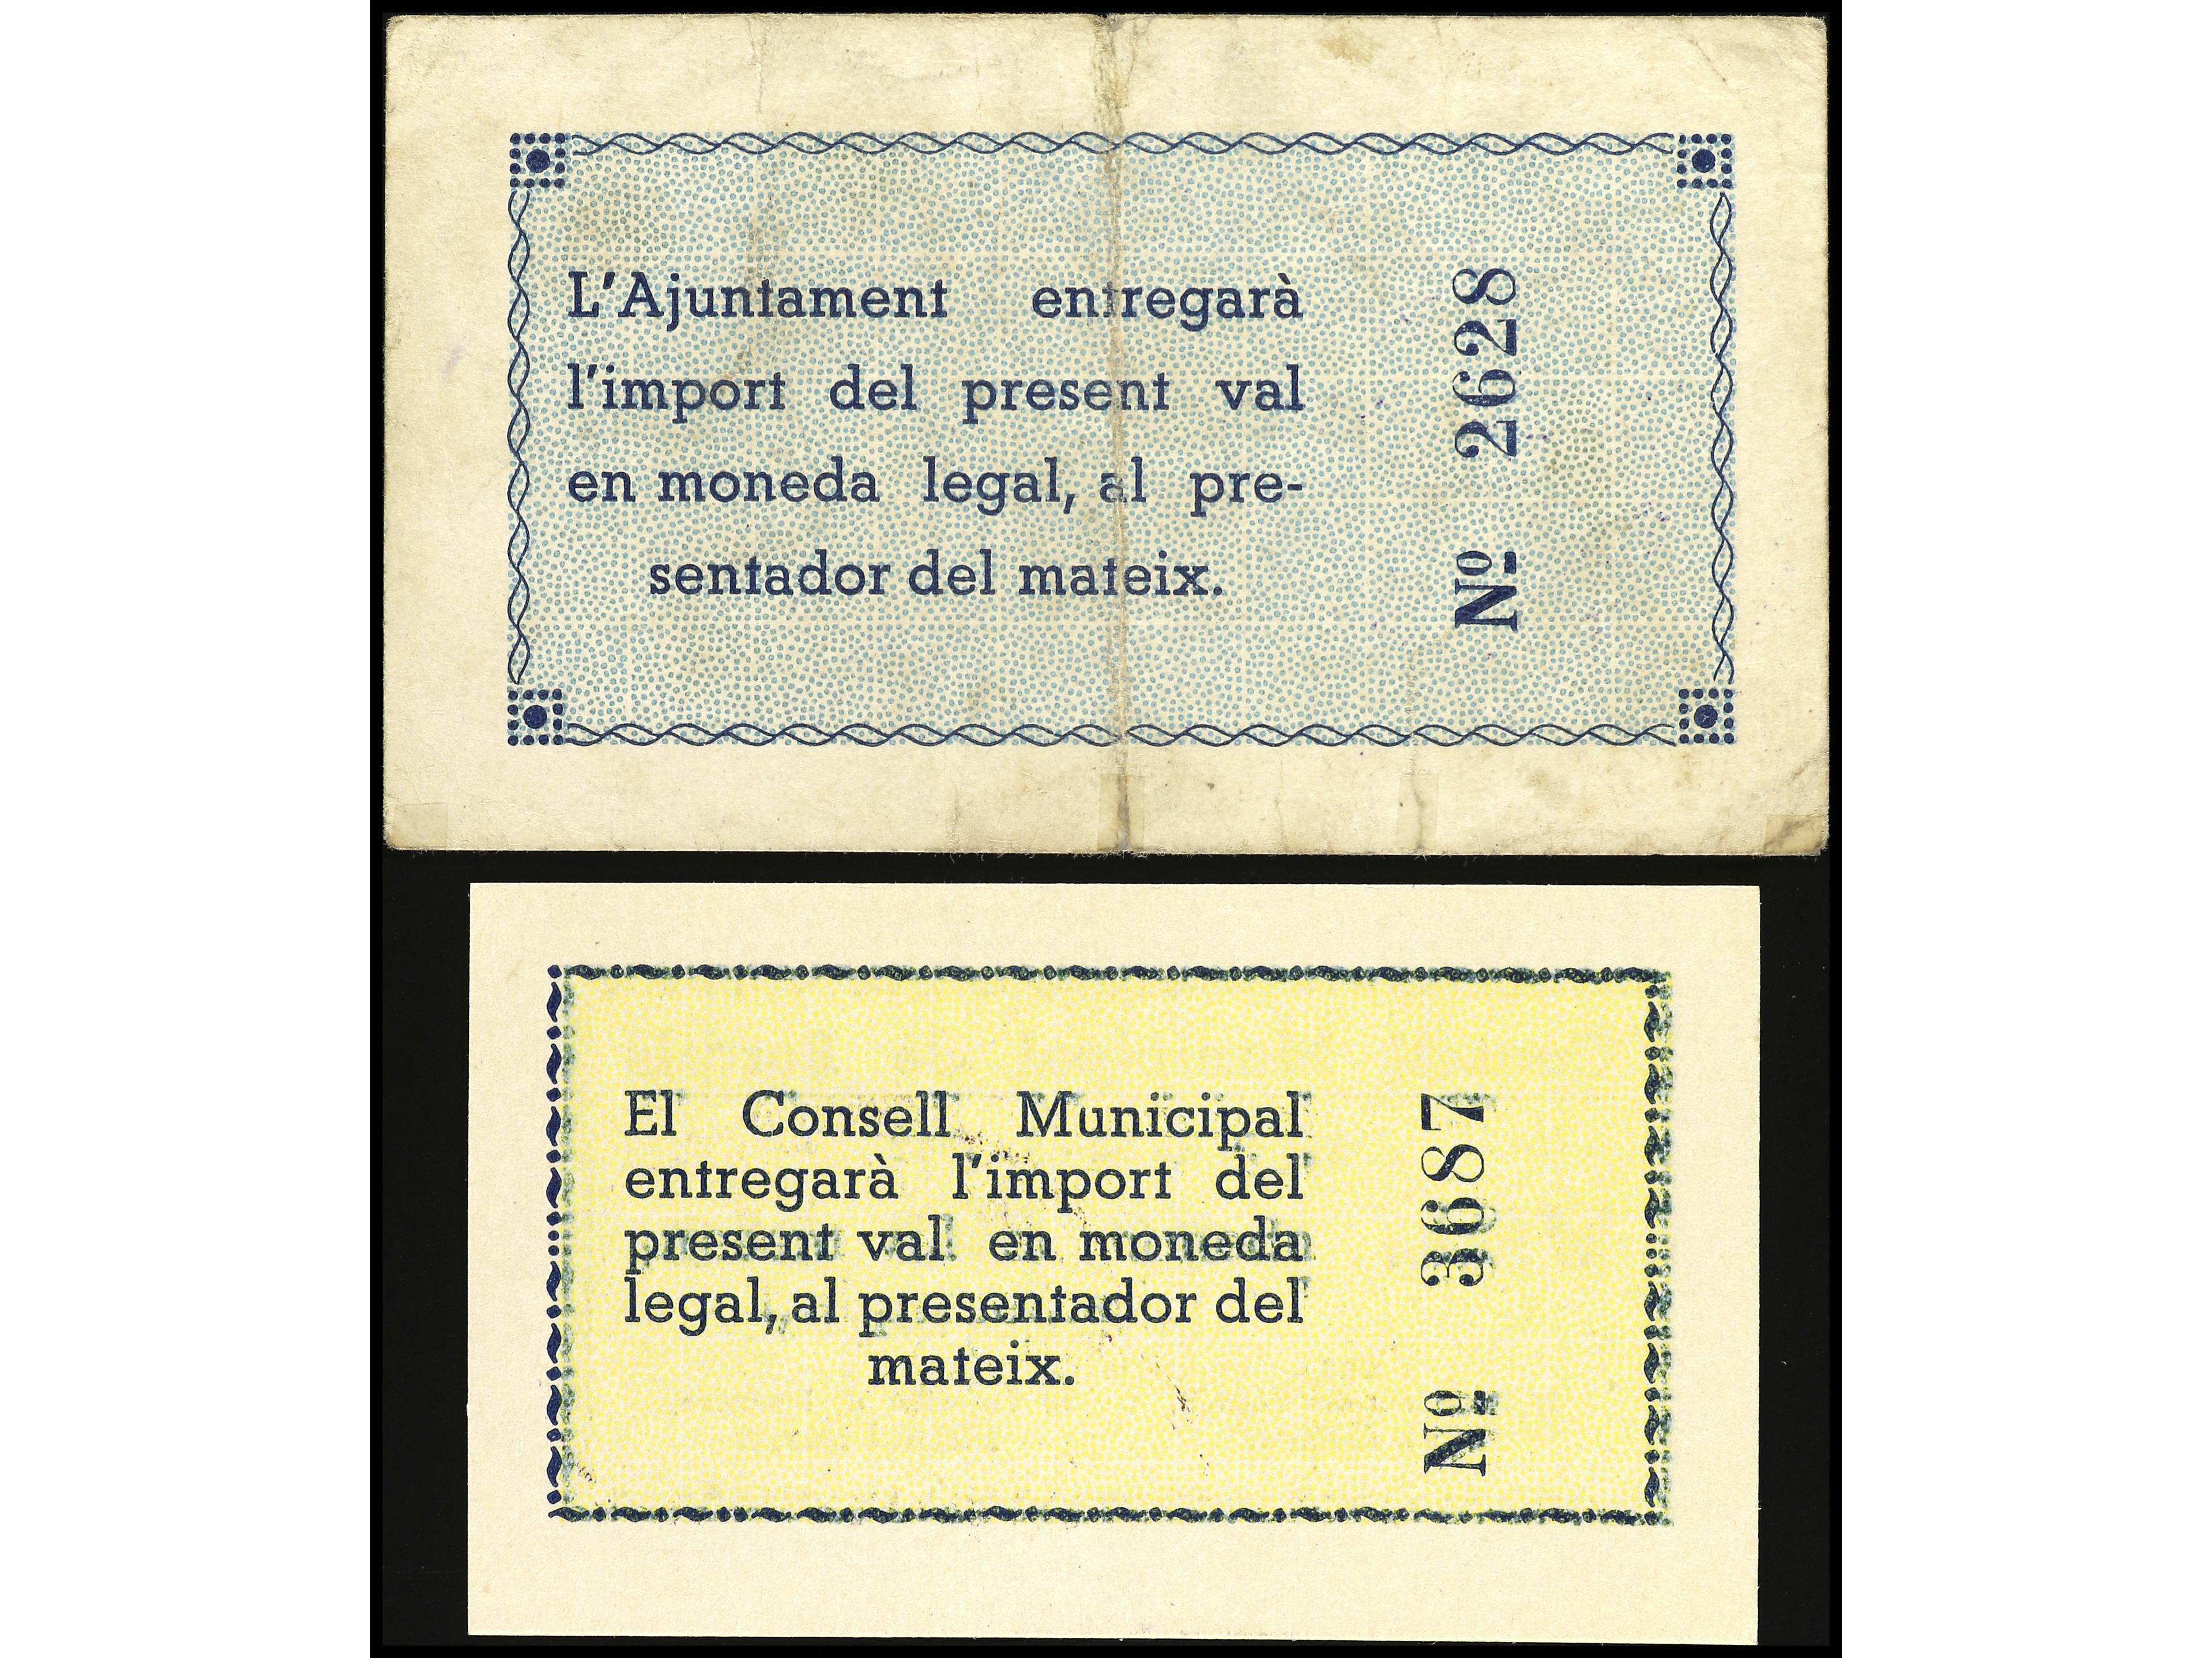 L'Ajuntament entregarà
l'import del present val
en moneda legal, al pre-
sentador del mateix.
Nº 2628
El Consell Municipal
entregarà l'import del
present val en moneda
legal, al presentador del
mateix.
Nº 3687